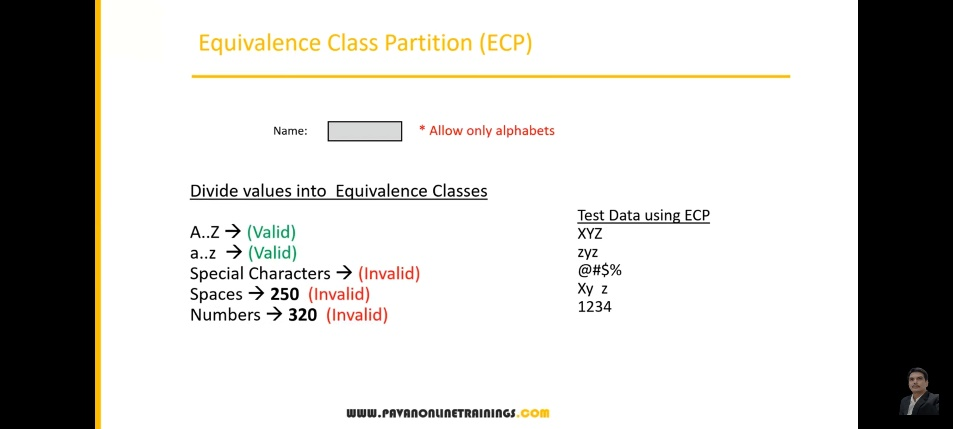 Equivalence Class Partition (ECP)
Name:
* Allow only alphabets
Divide values into Equivalence Classes
A..Z → (Valid)
a..z → (Valid)
Special Characters → (Invalid)
Spaces → 250 (Invalid)
Numbers → 320 (Invalid)
Test Data using ECP
XYZ
zyz
@#$%
Xy z
1234
WWW.PAVANONLINETRAININGS.COM